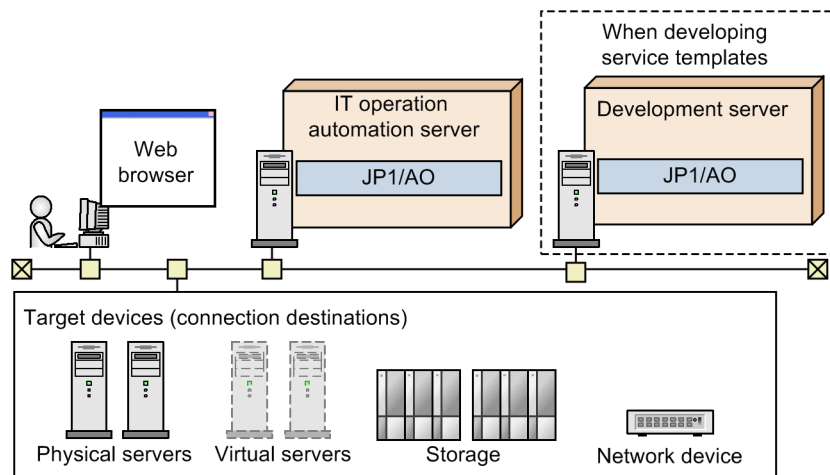 When developing
service templates
IT operation
automation server
Development server
Web
browser
JP1/AO
JP1/AO
Target devices (connection destinations)
Physical servers
Virtual servers
Storage
Network device